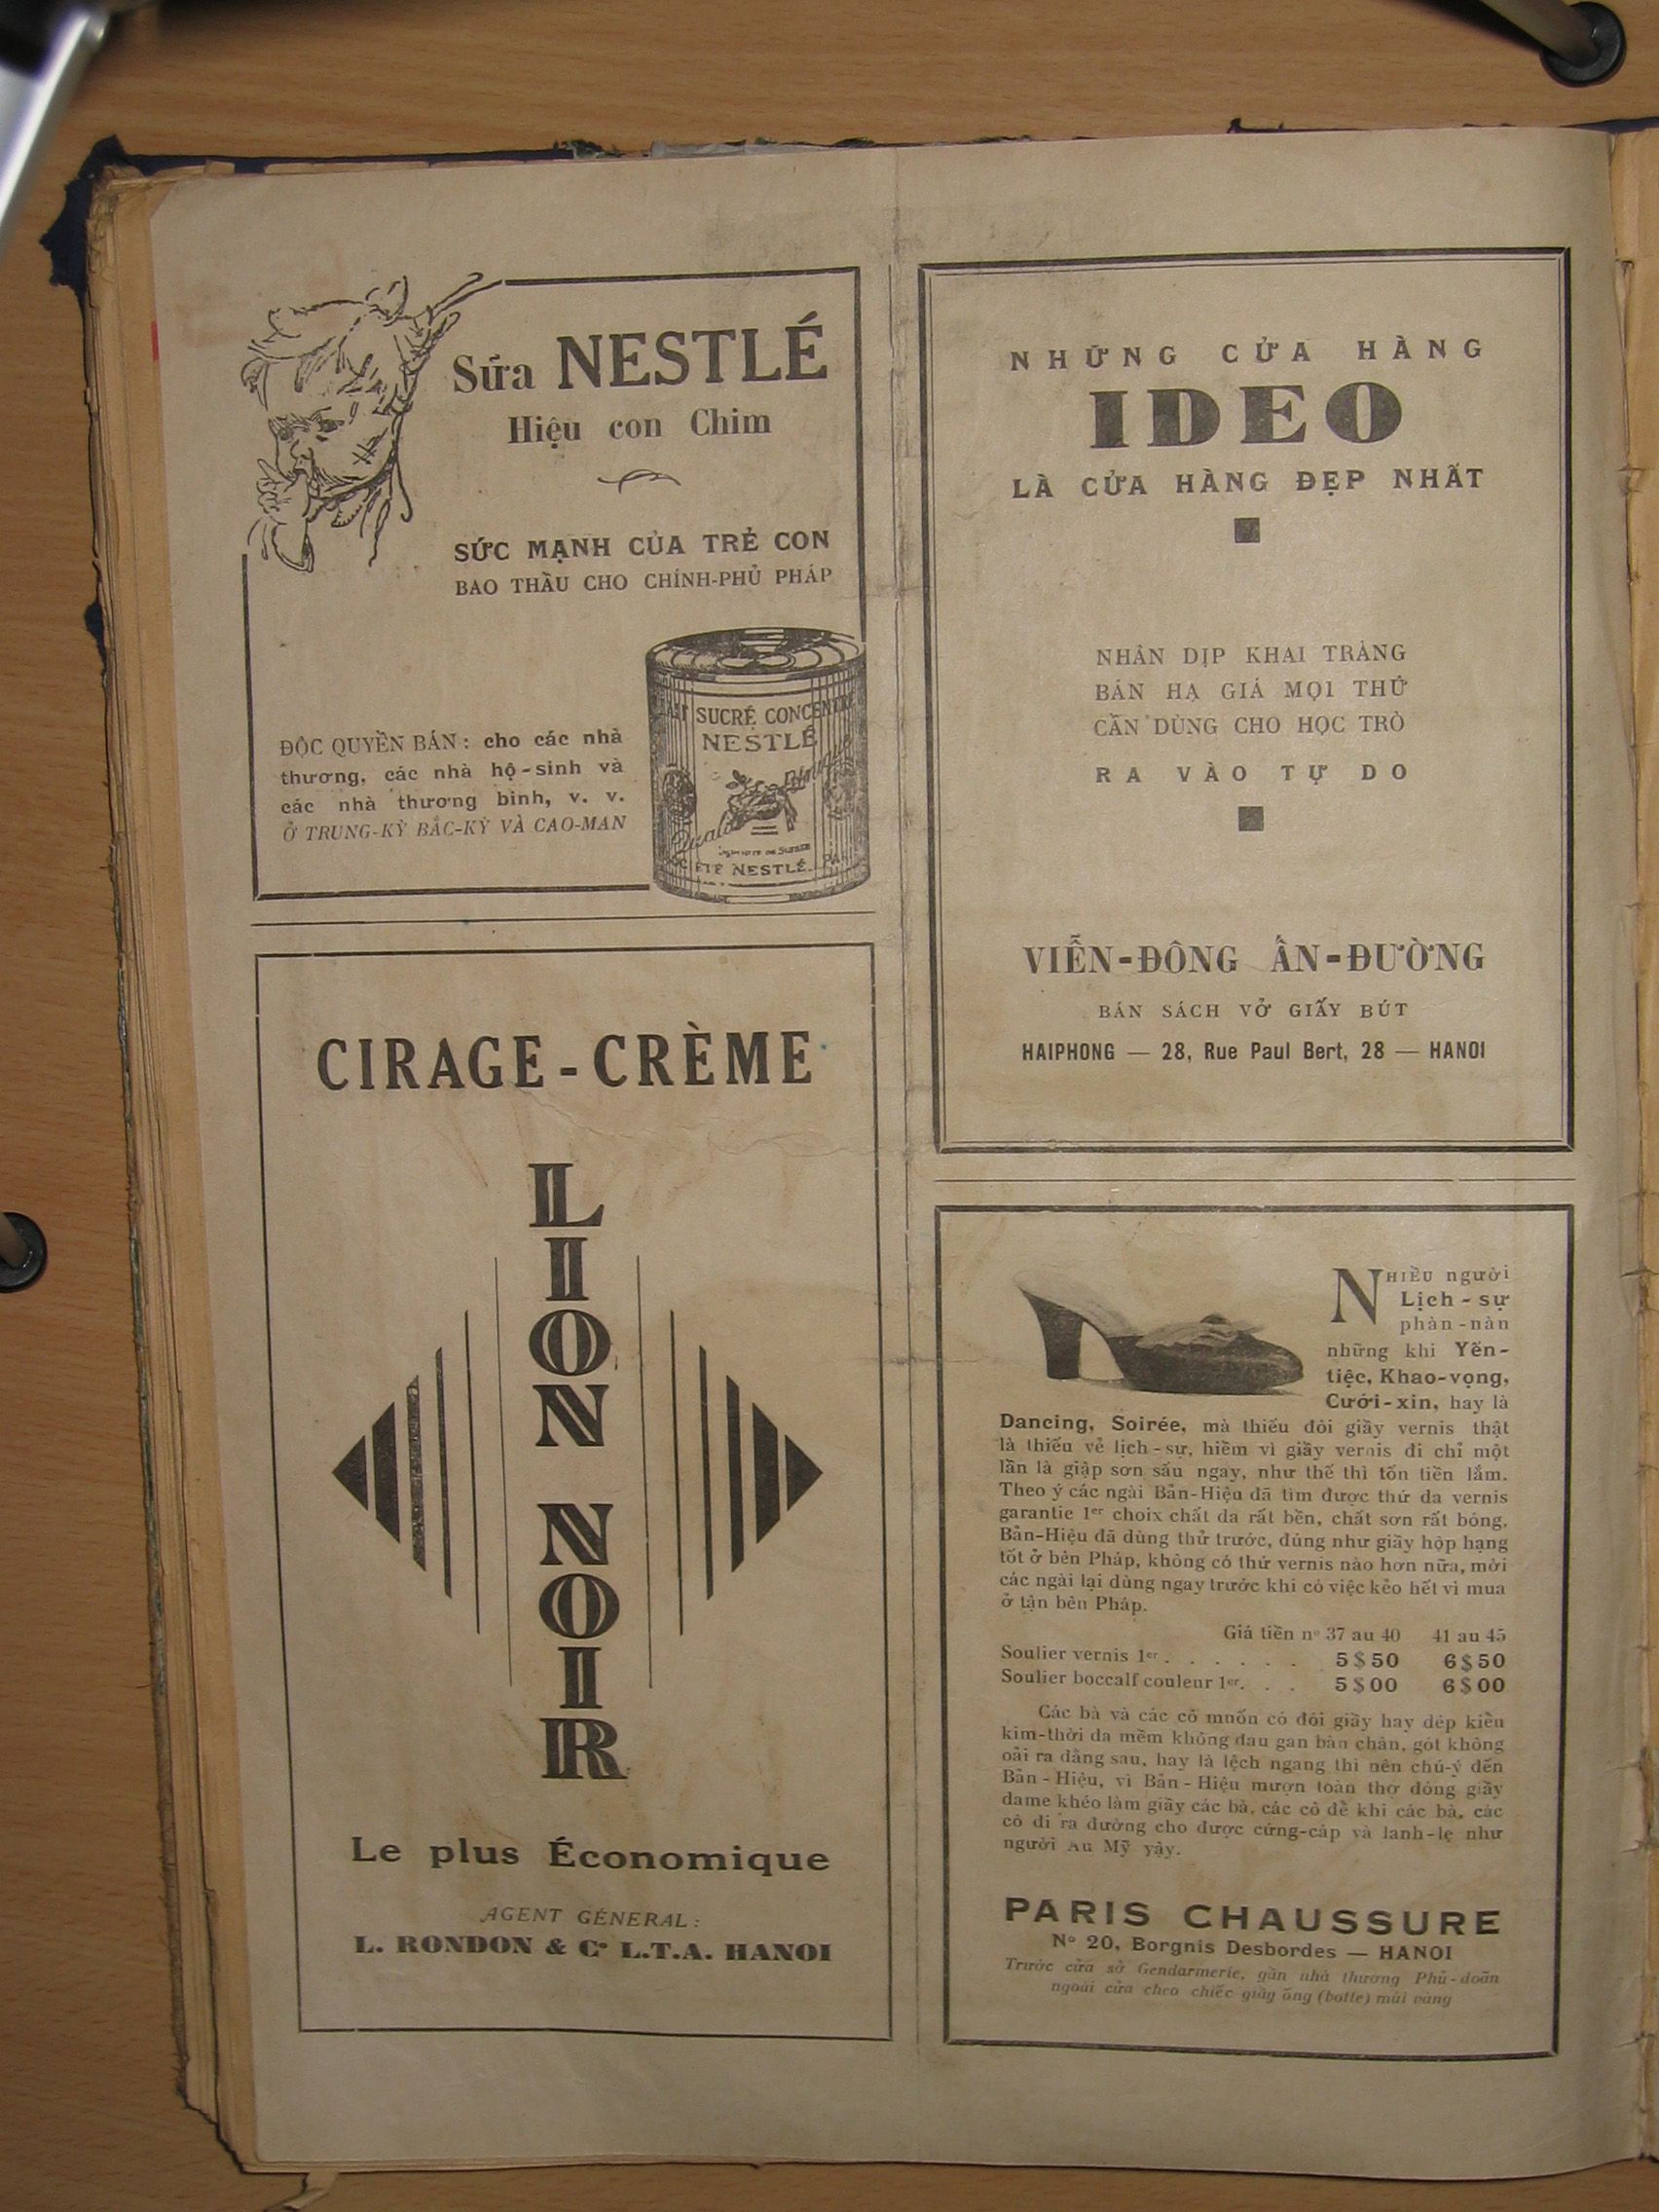 Sữa NESTLÉ
Hiệu con Chim
SỨC MẠNH CỦA TRẺ CON
BAO THẦU CHO CHÍNH-PHỦ PHÁP
ĐỘC QUYỀN BÁN : cho các nhà
thương, các nhà hộ-sinh và
các nhà thương binh, v. v.
Ở TRUNG-KỲ BẮC-KỲ VÀ CAO-MAN
SUCRÉ CONCENTRÉ
NESTLÉ
NESTLÉ
CIRAGE-CRÈME
LION NOIR
Le plus Économique
AGENT GÉNÉRAL :
L. RONDON & Cº L.T.A. HANOI
NHỮNG CỬA HÀNG
IDEO
LÀ CỬA HÀNG ĐẸP NHẤT
NHÂN DỊP KHAI TRÀNG
BÁN HẠ GIÁ MỌI THỨ
CẦN DÙNG CHO HỌC TRÒ
RA VÀO TỰ DO
VIỄN-ĐÔNG ẤN-ĐƯỜNG
BÁN SÁCH VỞ GIẤY BÚT
HAIPHONG — 28, Rue Paul Bert, 28 — HANOI
NHIỀU người
Lịch-sự
phàn-nàn
những khi Yến-
tiệc, Khao-vọng,
Cưới-xin, hay là
Dancing, Soirée, mà thiếu đôi giầy vernis thật
là thiếu vẻ lịch-sự, hiềm vì giầy vernis đi chỉ một
lần là giập sơn sấu ngay, như thế thì tốn tiền lắm.
Theo ý các ngài Bản-Hiệu đã tìm được thứ da vernis
garantie 1er choix chất da rất bền, chất sơn rất bóng.
Bản-Hiệu đã dùng thử trước, đúng như giầy hộp hạng
tốt ở bên Pháp, không có thứ vernis nào hơn nữa, mời
các ngài lại dùng ngay trước khi có việc kẻo hết vì mua
ở tận bên Pháp.
Giá tiền nº 37 au 40 41 au 45
Soulier vernis 1er . . . . . . 5$50 6$50
Soulier boccalf couleur 1er. . . 5$00 6$00
Các bà và các cô muốn có đôi giầy hay dép kiểu
kim-thời da mềm không đau gan bàn chân, gót không
oải ra đằng sau, hay là lệch ngang thì nên chú-ý đến
Bản-Hiệu, vì Bản-Hiệu mượn toàn thợ đóng giầy
dame khéo làm giầy các bà, các cô để khi các bà, các
cô đi ra đường cho được cứng-cáp và lanh-lẹ như
người Âu Mỹ vậy.
PARIS CHAUSSURE
Nº 20, Borgnis Desbordes — HANOI
Trước cửa sở Gendarmerie, gần nhà thương Phủ-doãn
ngoài cửa cheo chiếc giầy ống (botte) mùi vàng